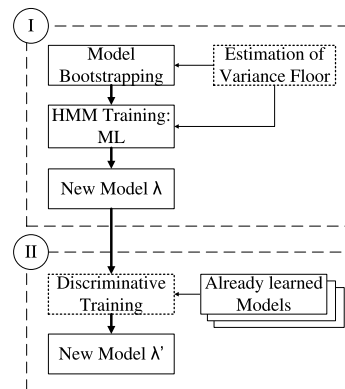 I
Model
Bootstrapping
Estimation of
Variance Floor
HMM Training:
ML
New Model λ
II
Discriminative
Training
Already learned
Models
New Model λ'